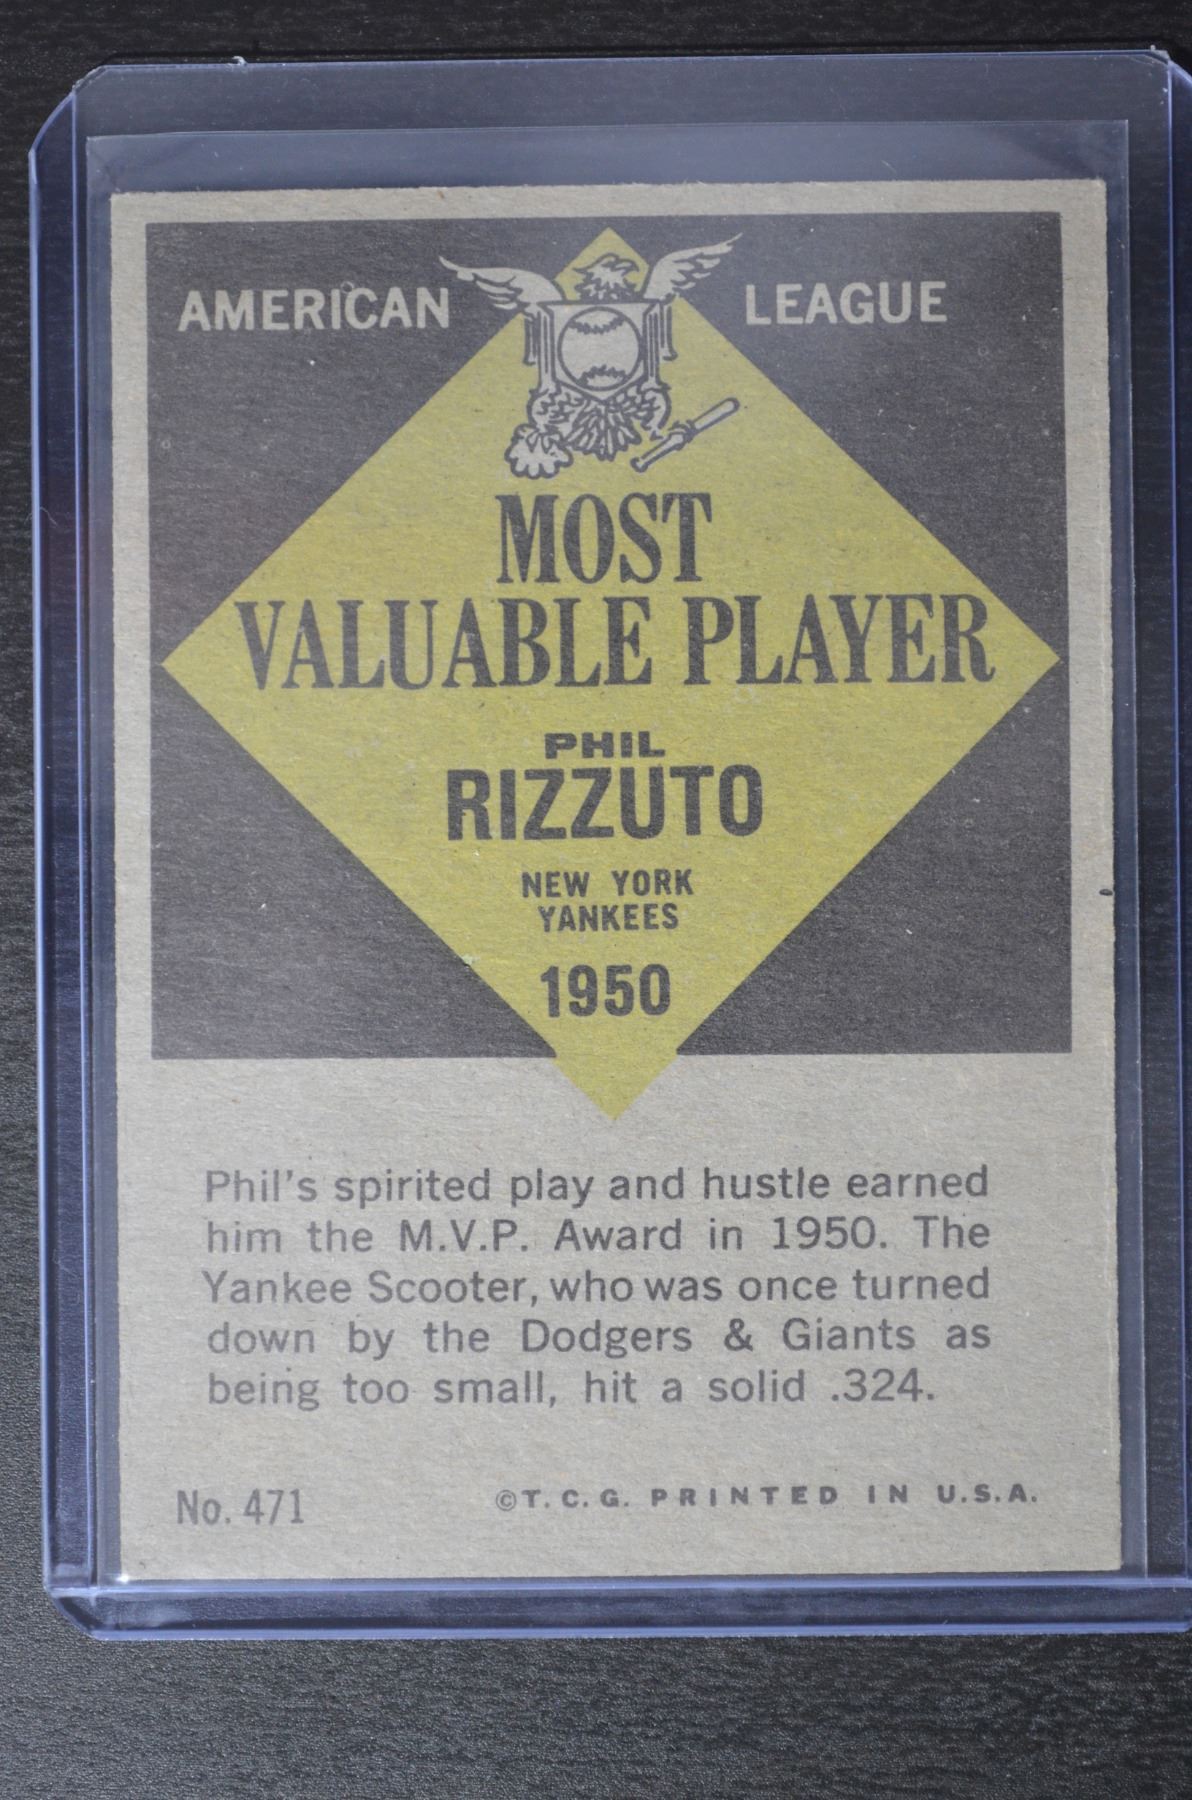 AMERICAN LEAGUE
MOST
VALUABLE PLAYER
PHIL
RIZZUTO
NEW YORK
YANKEES
1950
Phil's spirited play and hustle earned
him the M.V.P. Award in 1950. The
Yankee Scooter, who was once turned
down by the Dodgers & Giants as
being too small, hit a solid .324.
No. 471 ©T.C.G. PRINTED IN U.S.A.